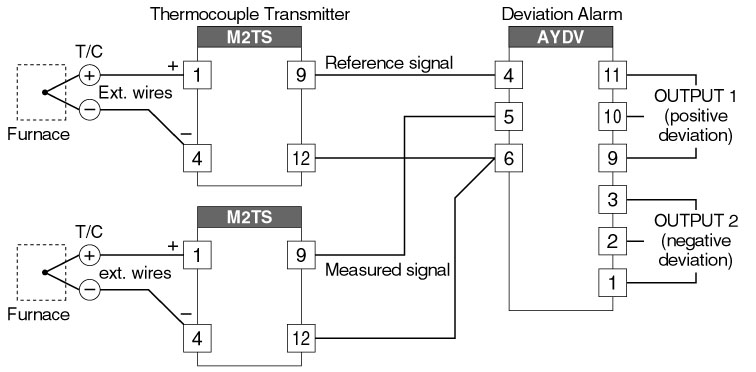 Thermocouple Transmitter
Deviation Alarm
M2TS
AYDV
T/C
+
+
1
9
Reference signal
4
11
Ext. wires
OUTPUT 1
(positive
deviation)
−
5
10
Furnace
−
4
12
6
9
M2TS
3
OUTPUT 2
(negative
deviation)
T/C
+
+
1
9
Measured signal
2
ext. wires
−
1
Furnace
−
4
12